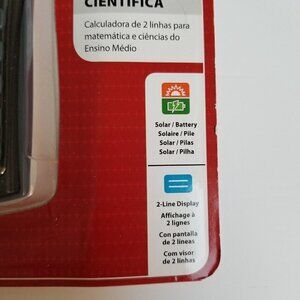 CIENTÍFICA
Calculadora de 2 linhas para
matemática e ciências do
Ensino Médio
Solar / Battery
Solaire / Pile
Solar / Pilas
Solar / Pilha
2-Line Display
Affichage à
2 lignes
Con pantalla
de 2 líneas
Com visor
de 2 linhas